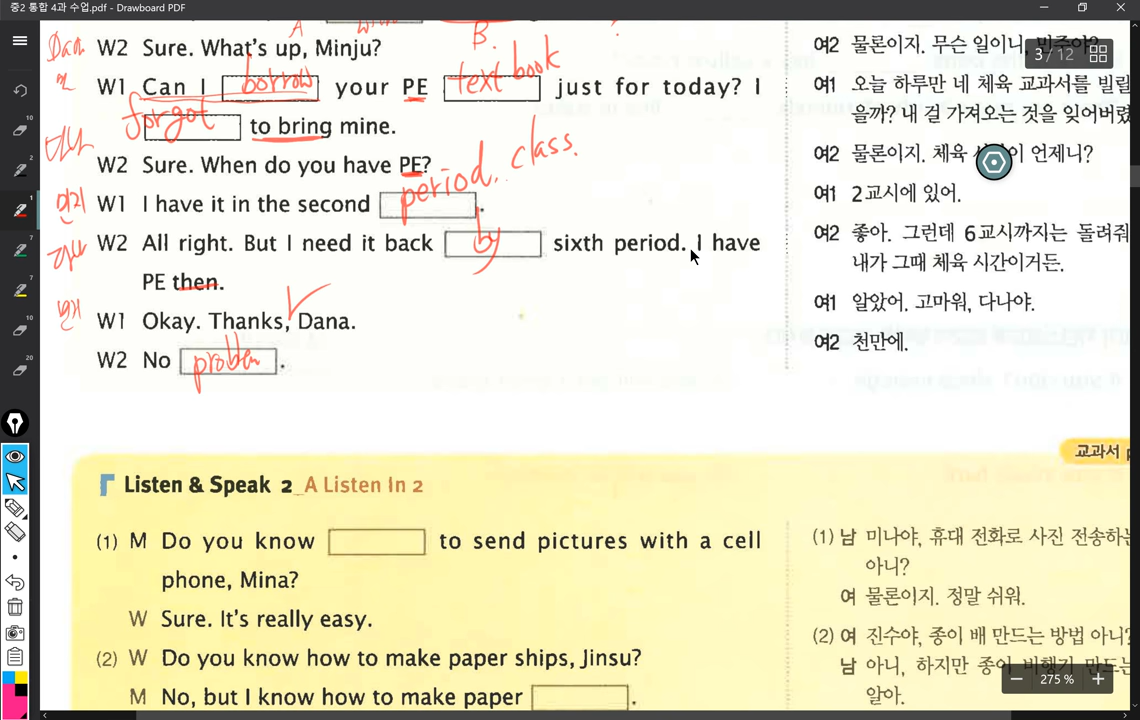 중2 통합 4과 수업.pdf - Drawboard PDF
A
B.
W2 Sure. What's up, Minju?
여2 물론이지. 무슨 일이니, 민주야?
3 / 12
W1 Can I borrow your PE textbook just for today? I
forgot to bring mine.
여1 오늘 하루만 네 체육 교과서를 빌릴
을까? 내 걸 가져오는 것을 잊어버렸
W2 Sure. When do you have PE?
class.
여2 물론이지. 체육 이 언제니?
W1 I have it in the second period.
여1 2교시에 있어.
W2 All right. But I need it back by sixth period. I have
PE then.
여2 좋아. 그런데 6교시까지는 돌려줘
내가 그때 체육 시간이거든.
W1 Okay. Thanks, Dana.
여1 알았어. 고마워, 다나야.
W2 No problem.
여2 천만에.
교과서
Listen & Speak 2 A Listen In 2
(1) M Do you know to send pictures with a cell
phone, Mina?
W Sure. It's really easy.
(1) 남 미나야, 휴대 전화로 사진 전송하는
아니?
여 물론이지. 정말 쉬워.
(2) W Do you know how to make paper ships, Jinsu?
M No, but I know how to make paper .
(2) 여 진수야, 종이 배 만드는 방법 아니?
남 아니, 하지만 종이 비행기 만드는
알아.
275 %